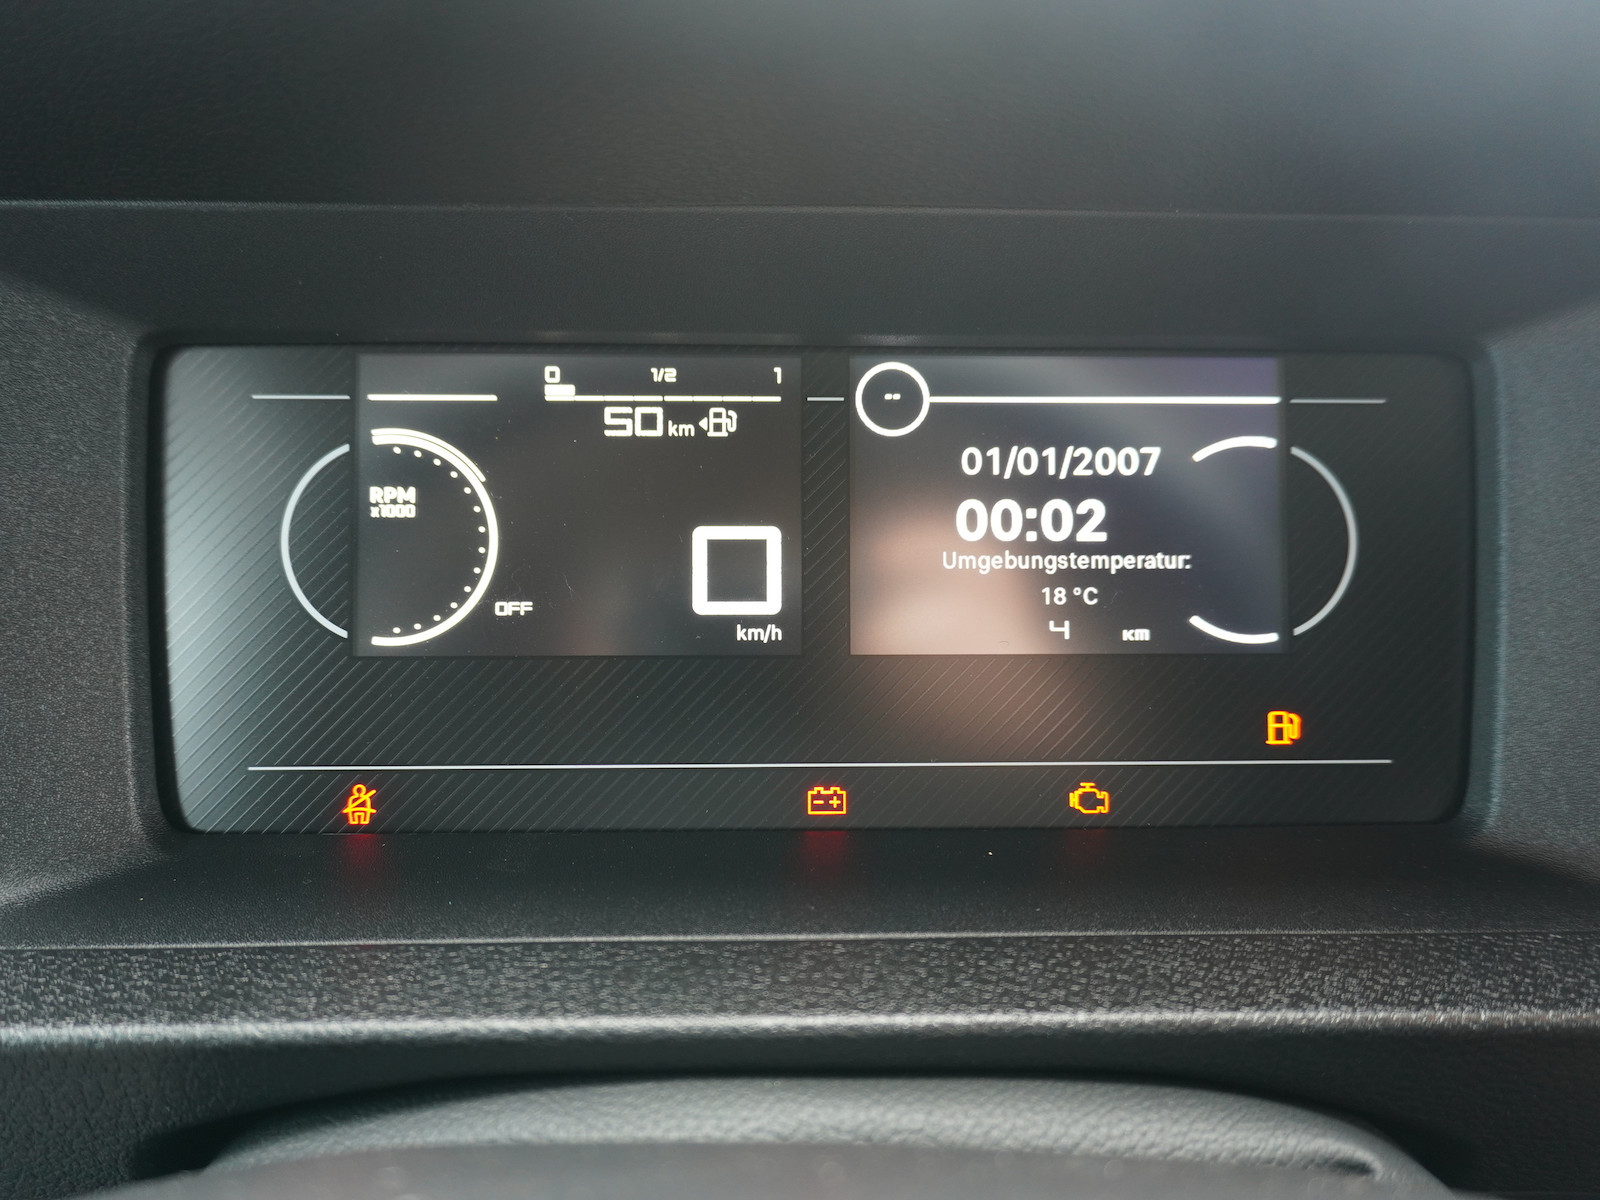 0 1/2 1
50 km
RPM
x1000
OFF
0
km/h
--
01/01/2007
00:02
Umgebungstemperatur:
18 °C
4 km